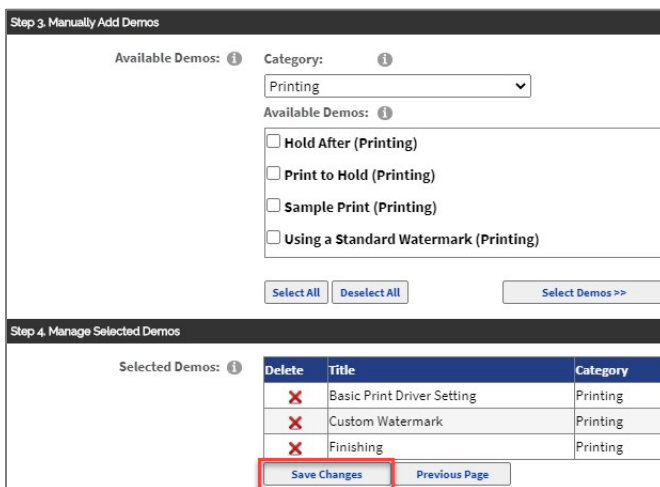 Step 3. Manually Add Demos
Available Demos:
Category:
Printing
Available Demos:
Hold After (Printing)
Print to Hold (Printing)
Sample Print (Printing)
Using a Standard Watermark (Printing)
Select All Deselect All Select Demos >>
Step 4. Manage Selected Demos
Selected Demos:
Delete Title Category
Basic Print Driver Setting Printing
Custom Watermark Printing
Finishing Printing
Save Changes Previous Page